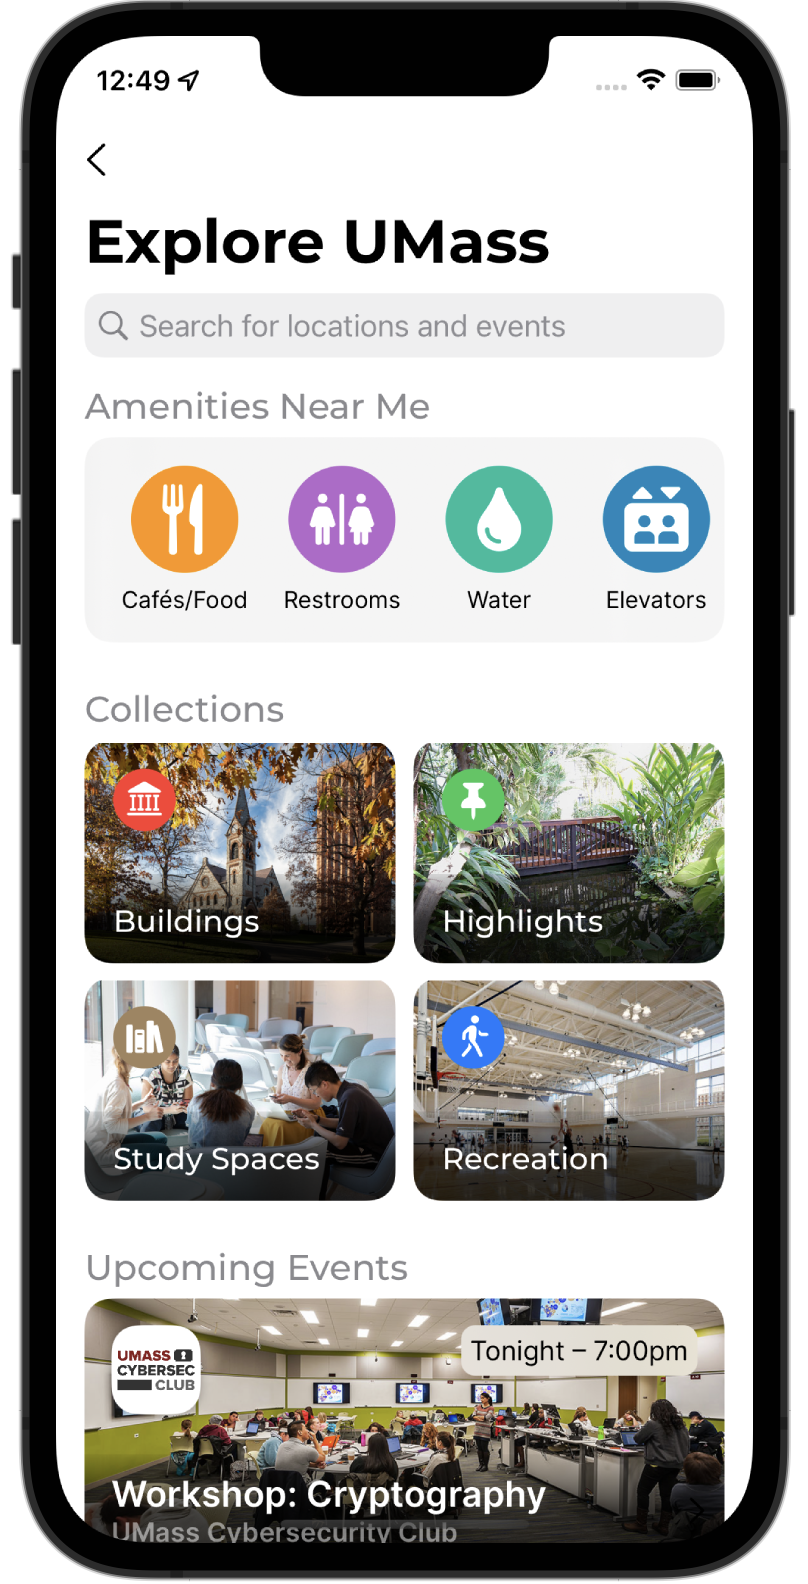 12:49
Explore UMass
Search for locations and events
Amenities Near Me
Cafés/Food
Restrooms
Water
Elevators
Collections
Buildings
Highlights
Study Spaces
Recreation
Upcoming Events
UMASS
CYBERSEC
CLUB
Tonight – 7:00pm
Workshop: Cryptography
UMass Cybersecurity Club